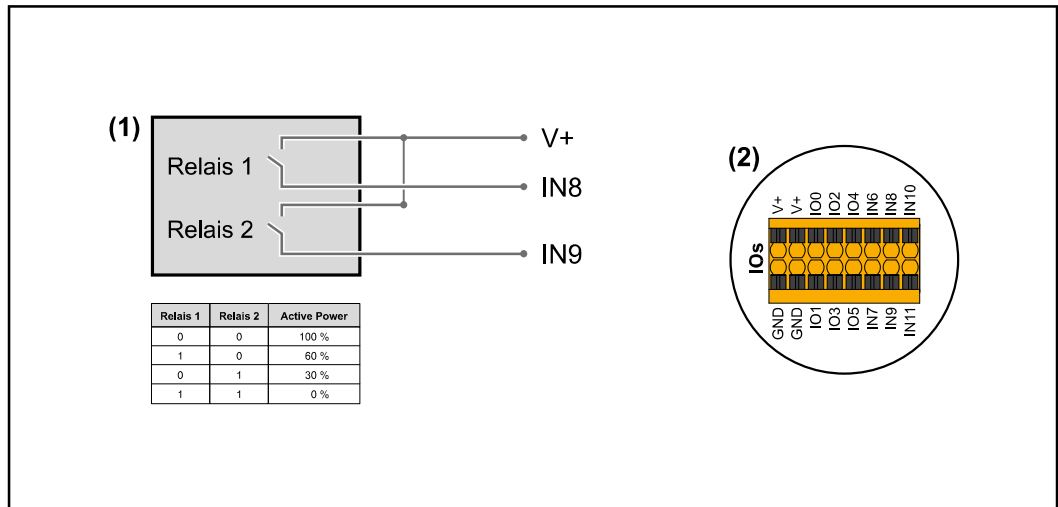 (1)
Relais 1
Relais 2
V+
IN8
IN9
Relais 1 Relais 2 Active Power
0 0 100 %
1 0 60 %
0 1 30 %
1 1 0 %
(2)
V+ V+ IO0 IO2 IO4 IN6 IN8 IN10
IOs
GND GND IO1 IO3 IO5 IN7 IN9 IN11